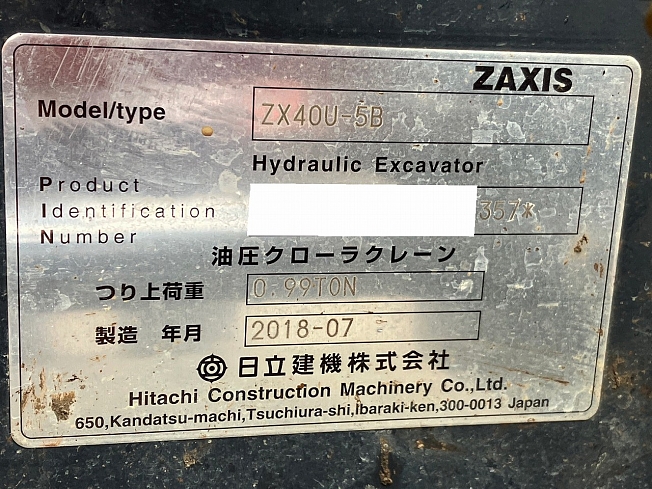 ZAXIS
Model/type ZX40U-5B
Hydraulic Excavator
Product
Identification 357*
Number
油圧クローラクレーン
つり上荷重 0.99TON
製造 年月 2018-07
日立建機株式会社
Hitachi Construction Machinery Co.,Ltd.
650,Kandatsu-machi,Tsuchiura-shi,Ibaraki-ken,300-0013 Japan